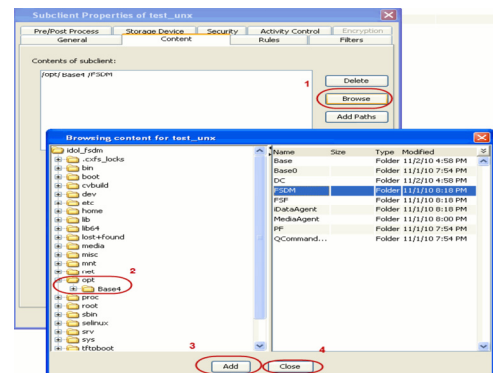 Subclient Properties of test_unx
Pre/Post Process Storage Device Security Activity Control Encryption
General Content Rules Filters
Contents of subclient:
/opt/ Base4 /FSDM
1
Delete
Browse
Add Paths
Browsing content for test_unx
idol_fsdm
.cxfs_locks
bin
boot
cvbuild
dev
etc
home
lib
lib64
lost+found
media
misc
mnt
net
2
opt
Base4
proc
root
sbin
selinux
srv
sys
tftpboot
Name Size Type Modified
Base Folder 11/2/10 4:58 PM
Base0 Folder 11/1/10 7:54 PM
DC Folder 11/2/10 4:58 PM
FSDM Folder 11/1/10 8:18 PM
FSF Folder 11/1/10 8:18 PM
iDataAgent Folder 11/1/10 8:18 PM
MediaAgent Folder 11/1/10 8:00 PM
PF Folder 11/1/10 7:54 PM
QCommand... Folder 11/1/10 7:54 PM
3
Add
4
Close